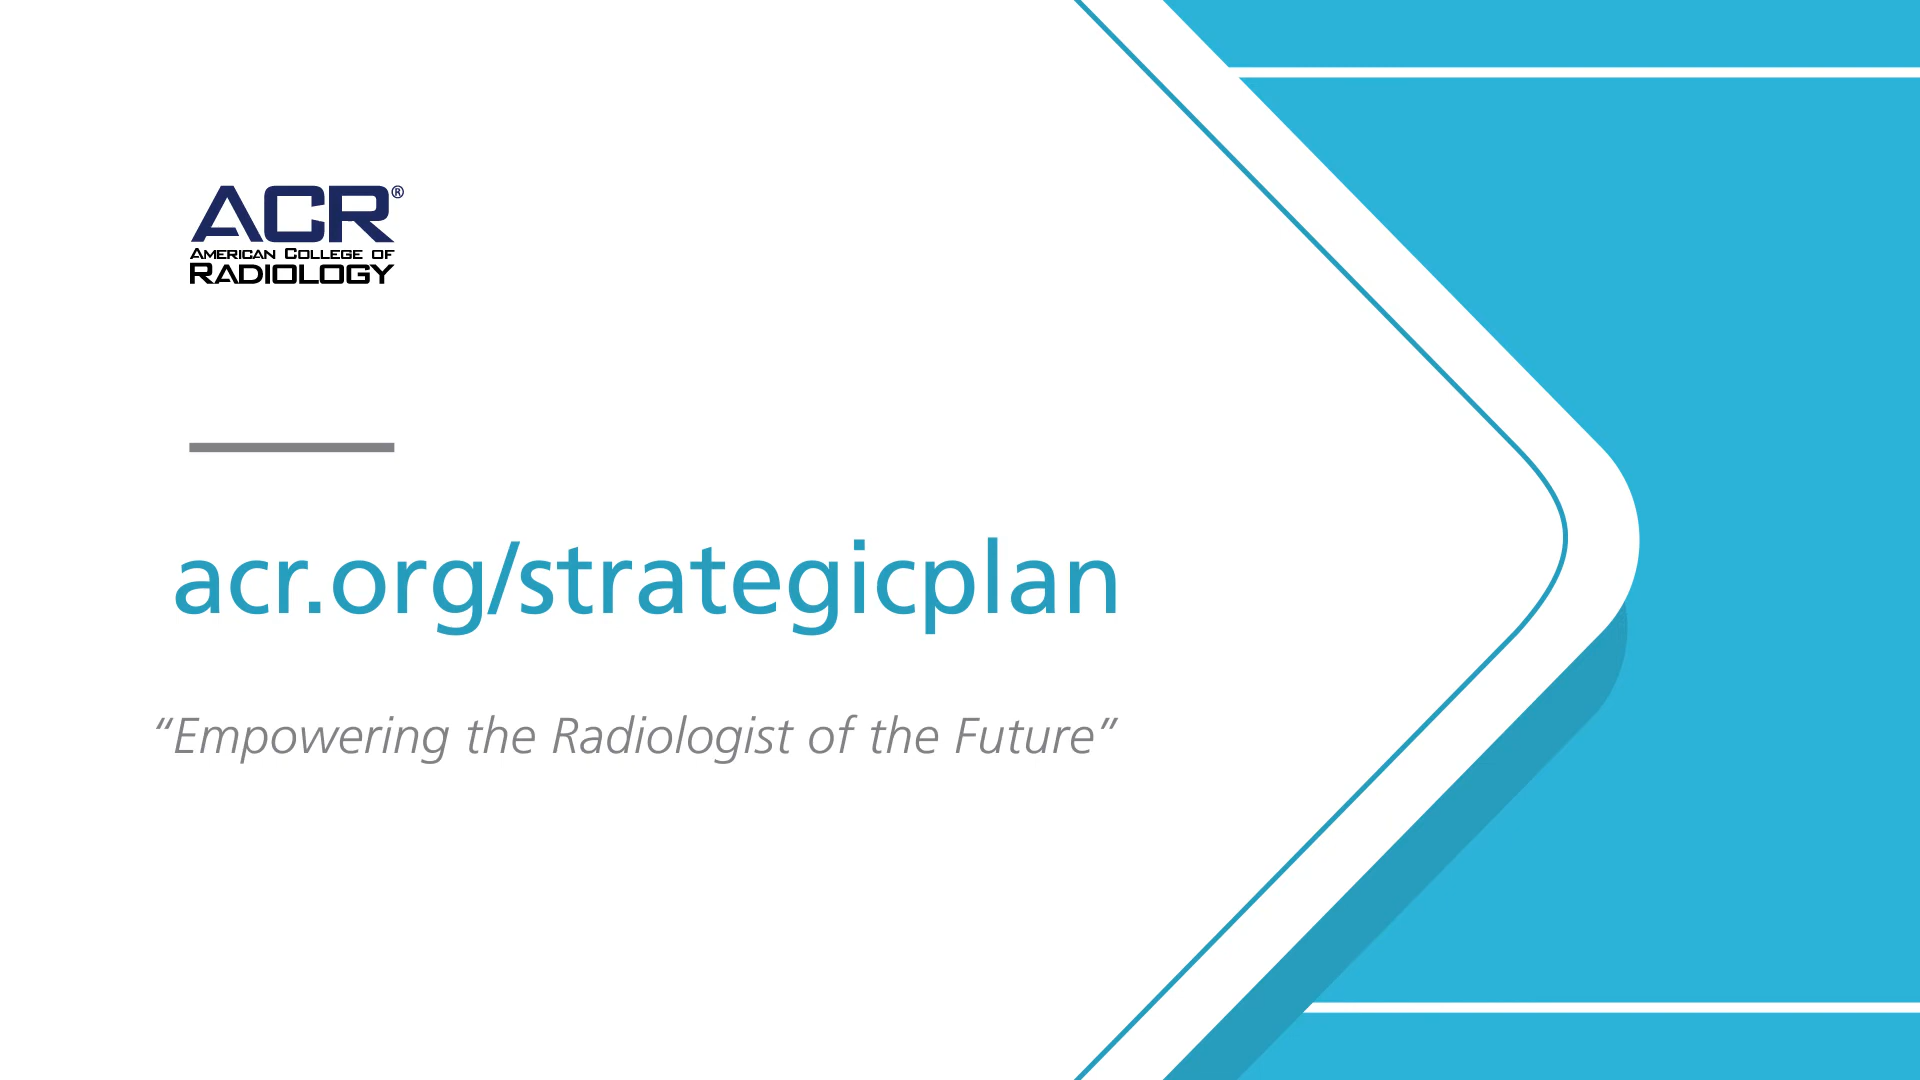 ACR®
American College of
Radiology
acr.org/strategicplan
“Empowering the Radiologist of the Future”